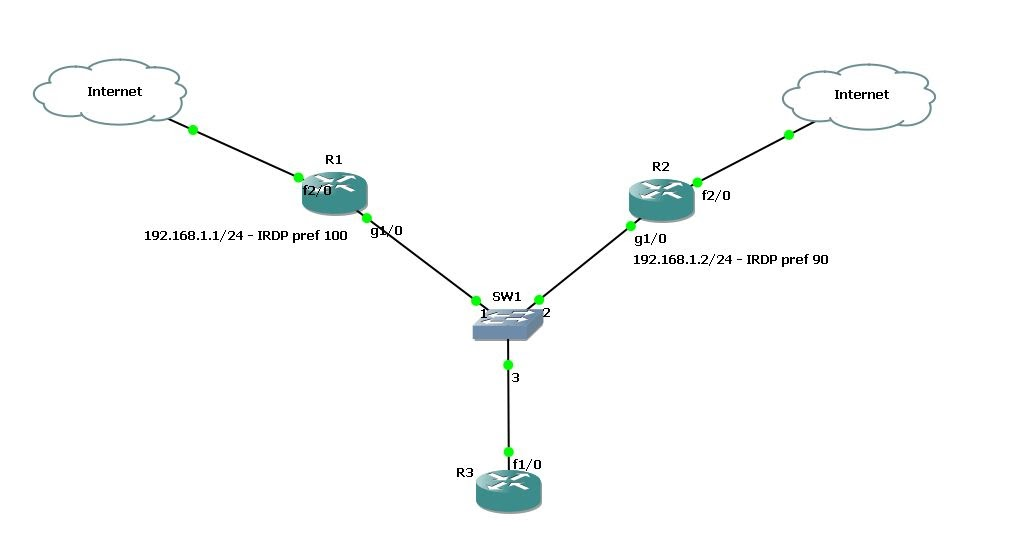 Internet
Internet
R1
R2
f2/0
f2/0
g1/0
192.168.1.1/24 - IRDP pref 100
g1/0
192.168.1.2/24 - IRDP pref 90
SW1
1
2
3
f1/0
R3